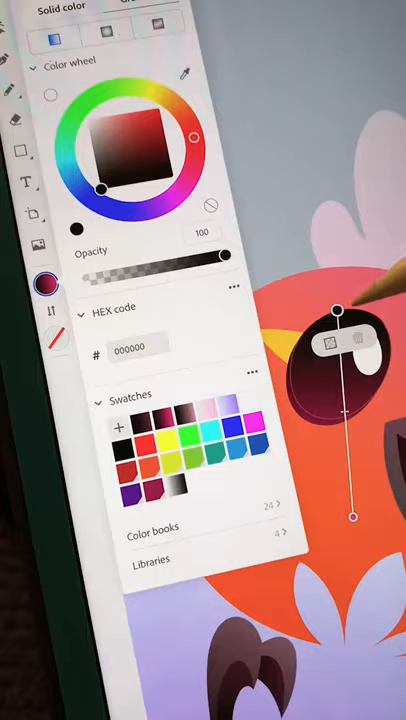 Solid color
Color wheel
Opacity
100
HEX code
# 000000
Swatches
Color books
24
Libraries
4
T